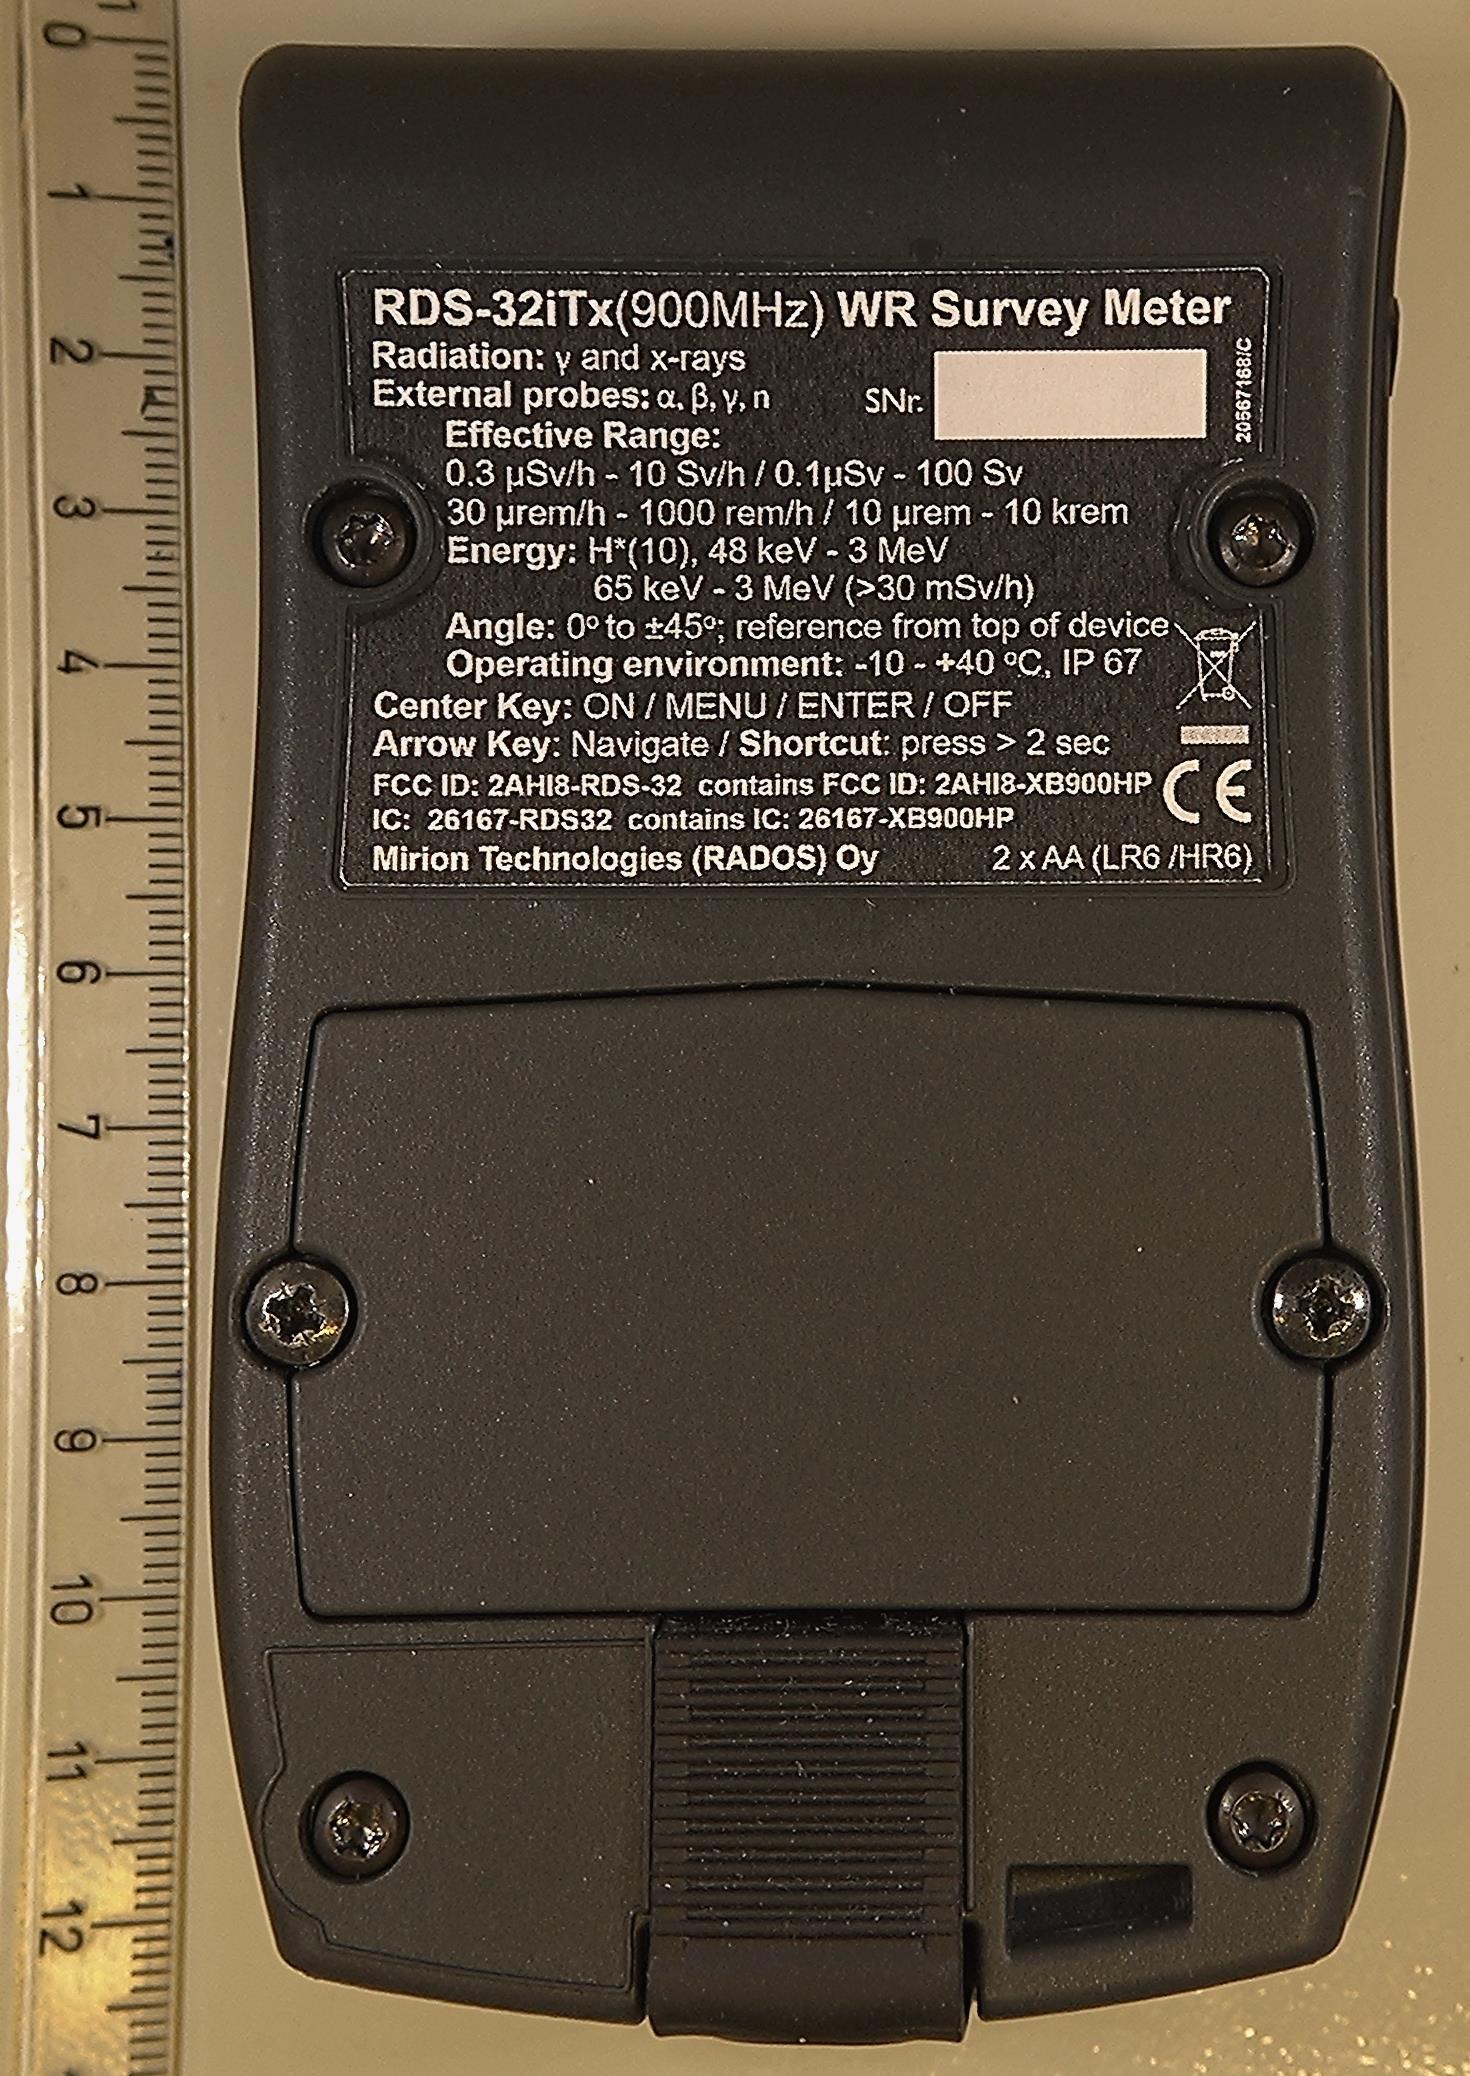 RDS-32iTx(900MHz) WR Survey Meter
Radiation: γ and x-rays
External probes: α, β, γ, n
SNr.
20567168/C
Effective Range:
0.3 µSv/h - 10 Sv/h / 0.1µSv - 100 Sv
30 µrem/h - 1000 rem/h / 10 µrem - 10 krem
Energy: H*(10), 48 keV - 3 MeV
65 keV - 3 MeV (>30 mSv/h)
Angle: 0º to ±45º; reference from top of device
Operating environment: -10 - +40 ºC, IP 67
Center Key: ON / MENU / ENTER / OFF
Arrow Key: Navigate / Shortcut: press > 2 sec
FCC ID: 2AHI8-RDS-32 contains FCC ID: 2AHI8-XB900HP
IC: 26167-RDS32 contains IC: 26167-XB900HP
CE
Mirion Technologies (RADOS) Oy 2 x AA (LR6 /HR6)
0
1
2
3
4
5
6
7
8
9
10
11
12